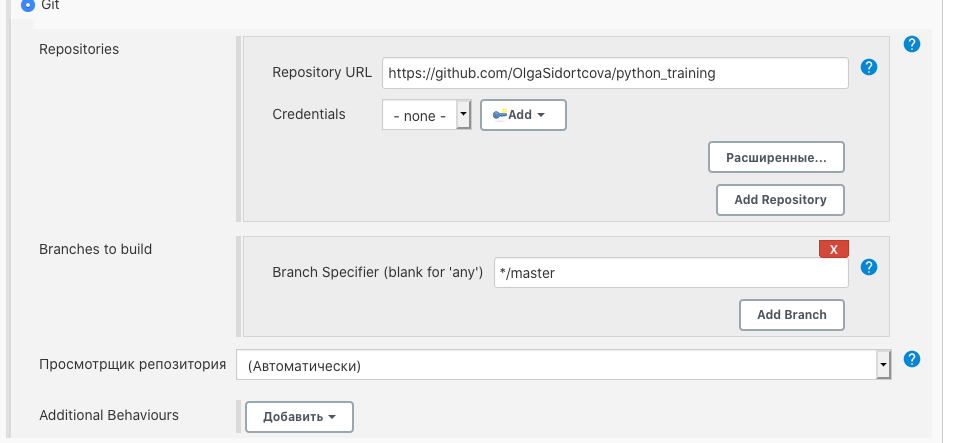 Git
Repositories
?
Repository URL https://github.com/OlgaSidortcova/python_training ?
Credentials - none - Add
Расширенные...
Add Repository
Branches to build
X
Branch Specifier (blank for 'any') */master ?
Add Branch
Просмотрщик репозитория (Автоматически) ?
Additional Behaviours Добавить